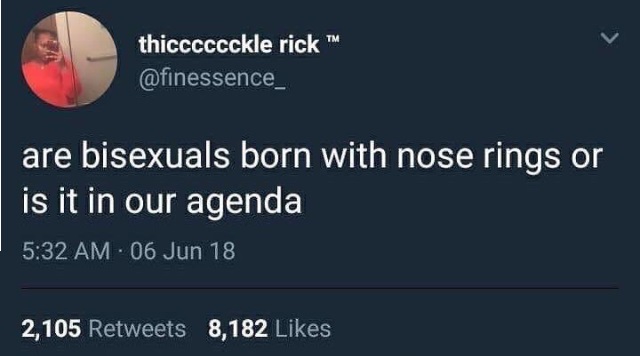 thicccccckle rick ™
@finessence_
are bisexuals born with nose rings or
is it in our agenda
5:32 AM · 06 Jun 18
2,105 Retweets 8,182 Likes